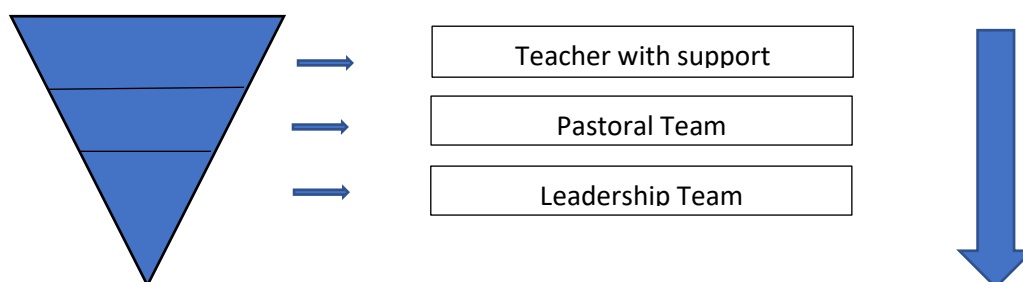 Teacher with support
Pastoral Team
Leadership Team